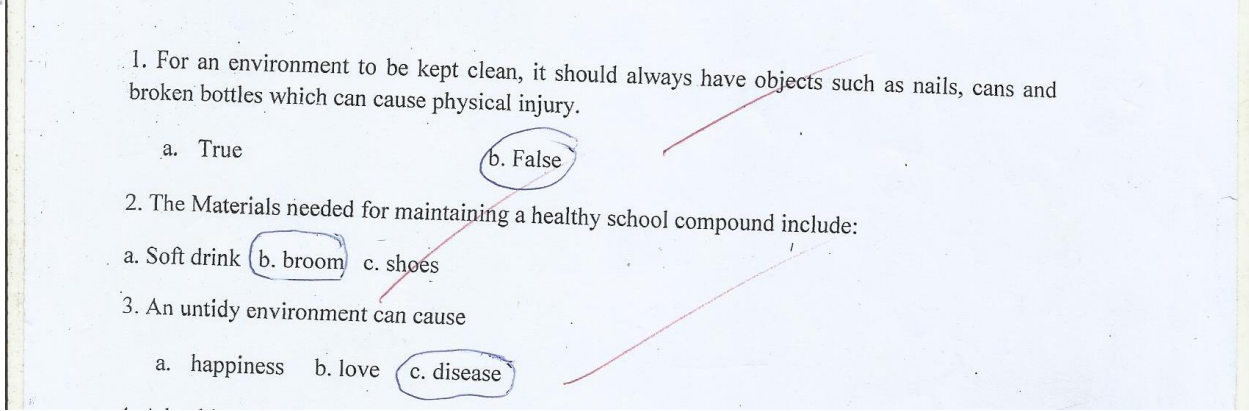 1. For an environment to be kept clean, it should always have objects such as nails, cans and
broken bottles which can cause physical injury.
a. True b. False
2. The Materials needed for maintaining a healthy school compound include:
a. Soft drink b. broom c. shoes
3. An untidy environment can cause
a. happiness b. love c. disease